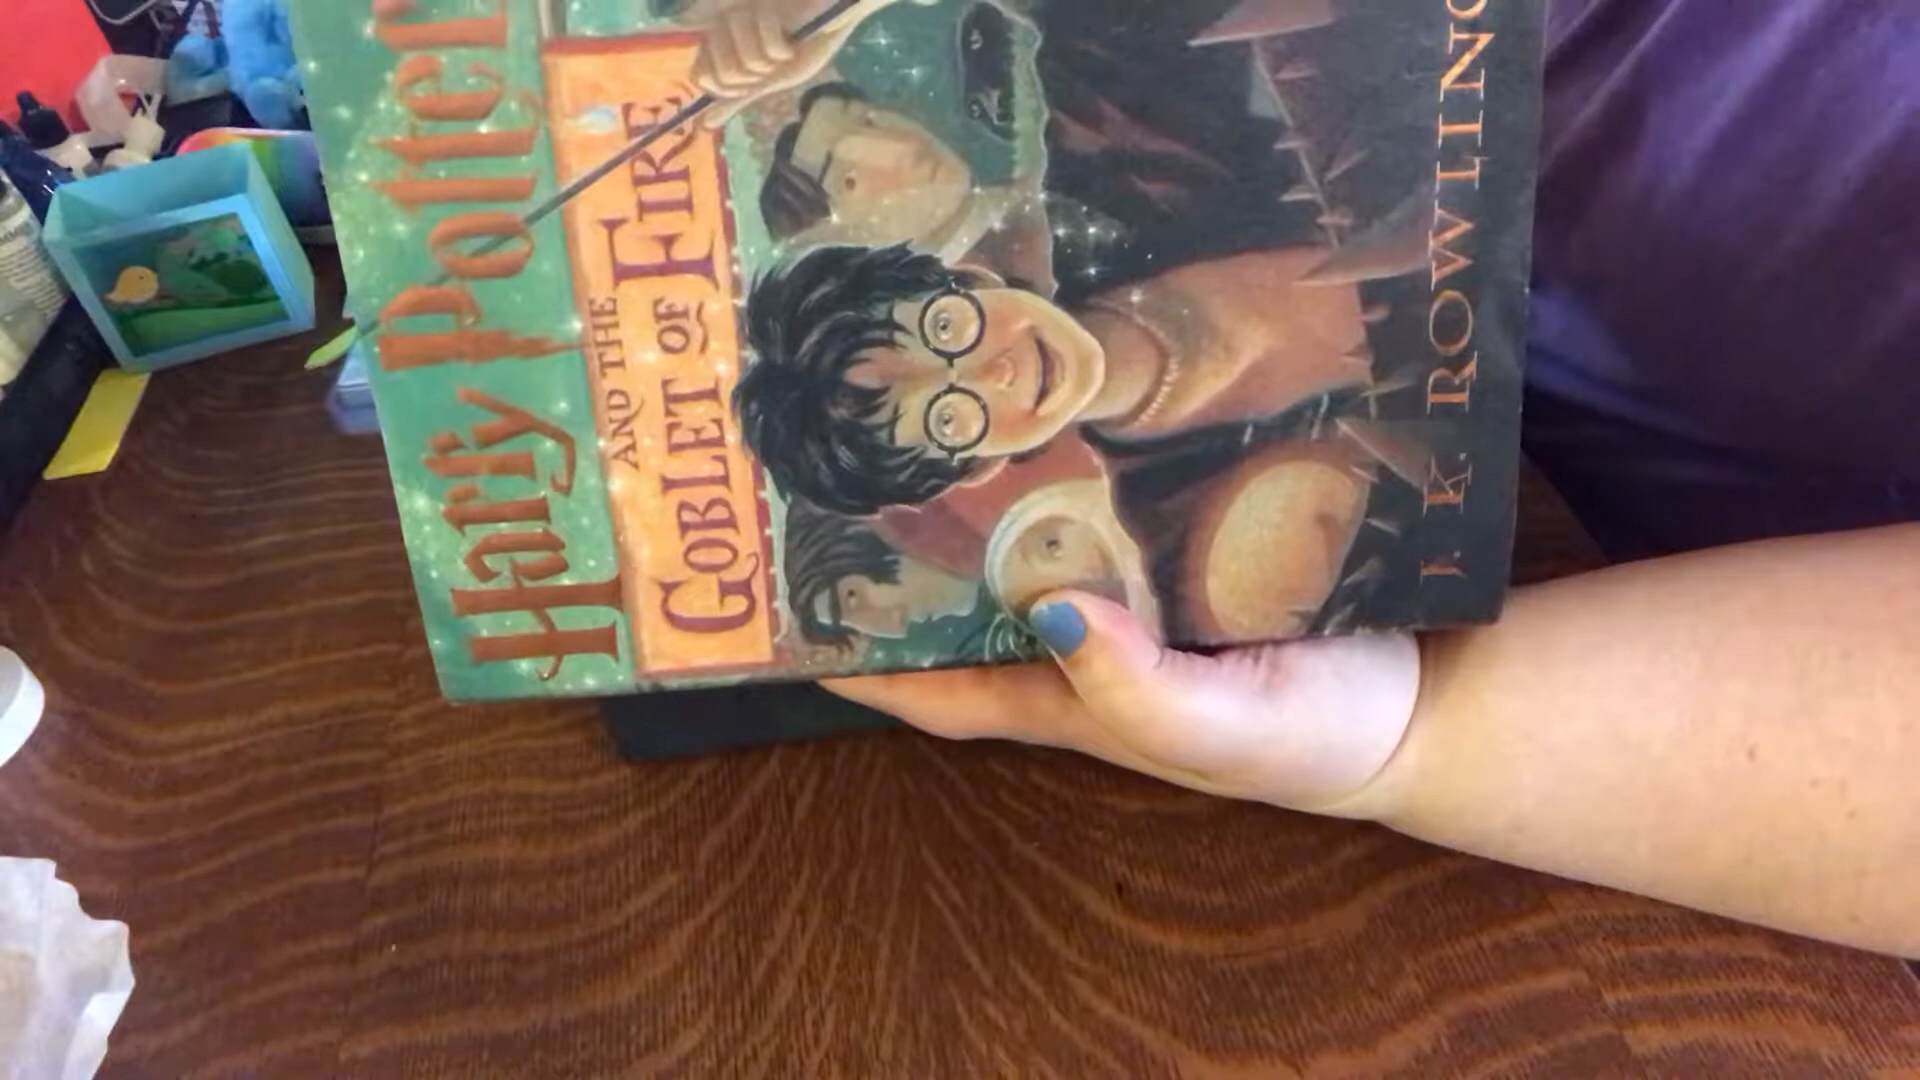 Harry Potter
AND THE
GOBLET OF FIRE
J. K. ROWLING